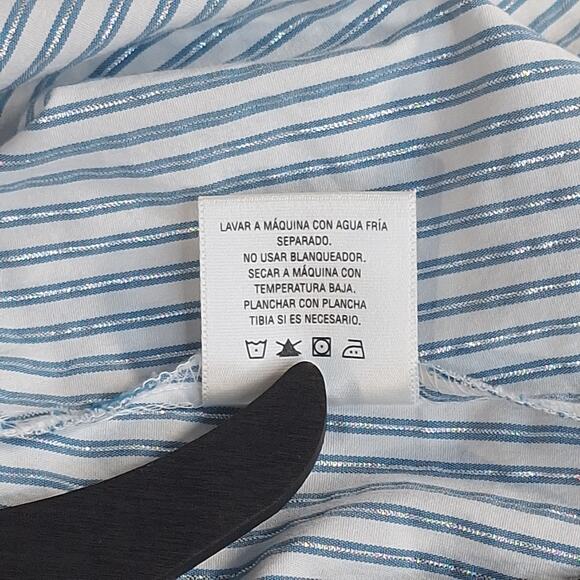 LAVAR A MÁQUINA CON AGUA FRÍA
SEPARADO.
NO USAR BLANQUEADOR.
SECAR A MÁQUINA CON
TEMPERATURA BAJA.
PLANCHAR CON PLANCHA
TIBIA SI ES NECESARIO.